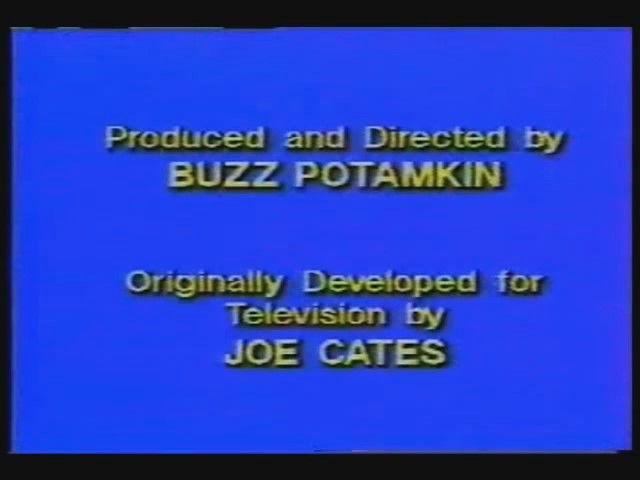 Produced and Directed by
BUZZ POTAMKIN
Originally Developed for
Television by
JOE CATES